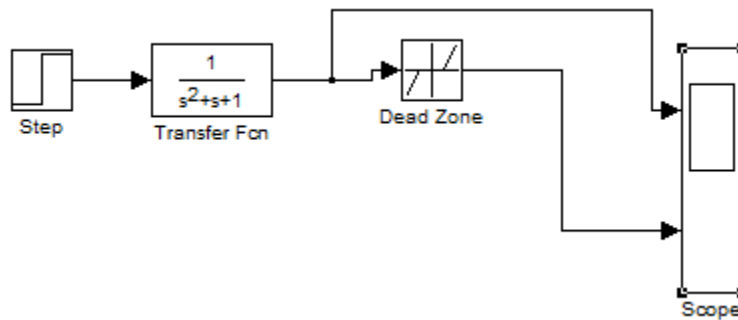 1
s²+s+1
Step
Transfer Fcn
Dead Zone
Scope